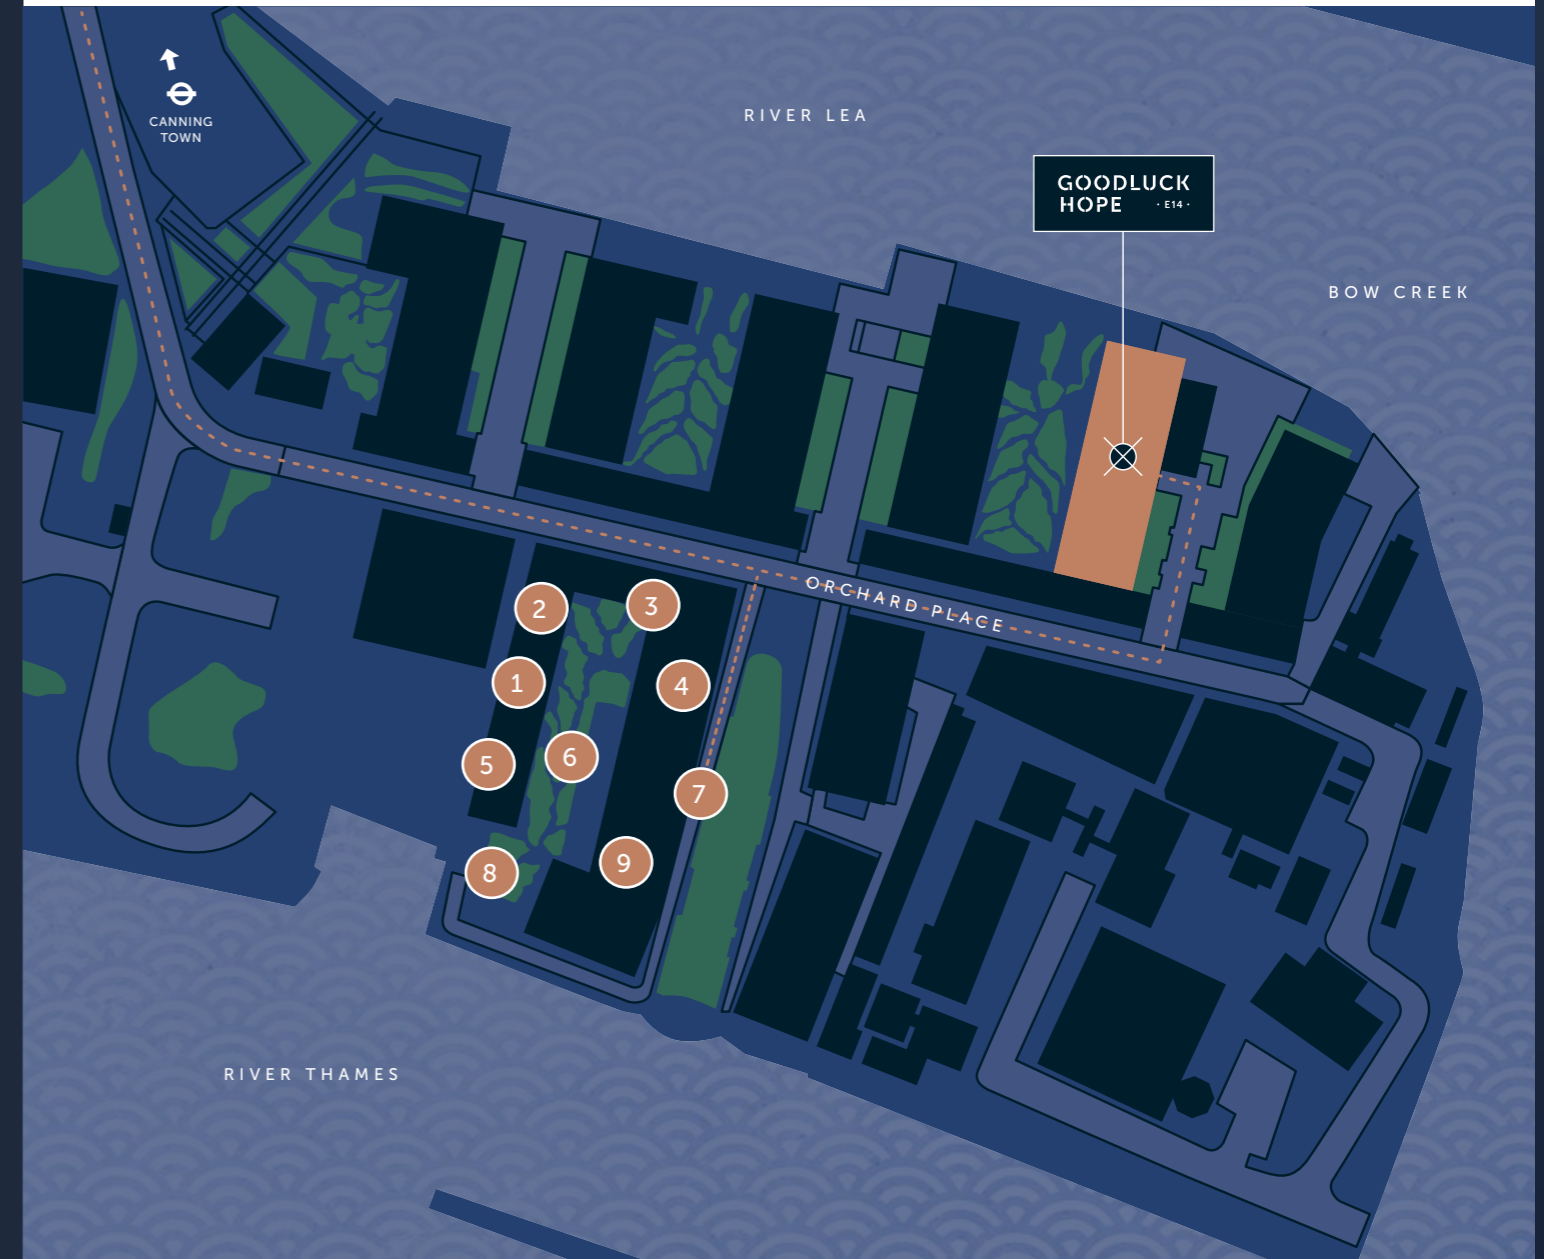 CANNING
TOWN
RIVER LEA
GOODLUCK
HOPE · E14 ·
BOW CREEK
ORCHARD PLACE
2
3
1
4
5
6
7
8
9
RIVER THAMES